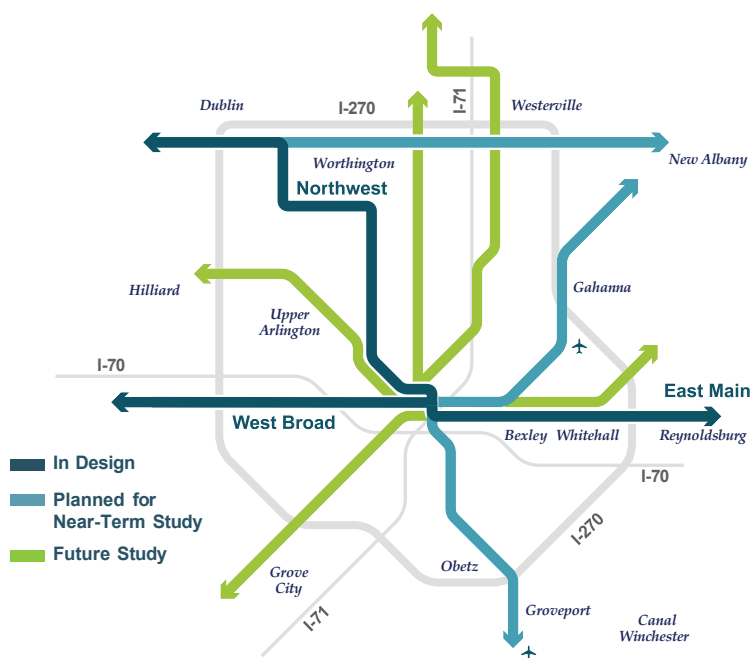 Dublin
I-270
I-71
Westerville
Worthington
New Albany
Northwest
Hilliard
Upper
Arlington
Gahanna
I-70
East Main
West Broad
Bexley
Whitehall
Reynoldsburg
In Design
I-70
Planned for
Near-Term Study
I-270
Future Study
Obetz
Grove
City
I-71
Groveport
Canal
Winchester